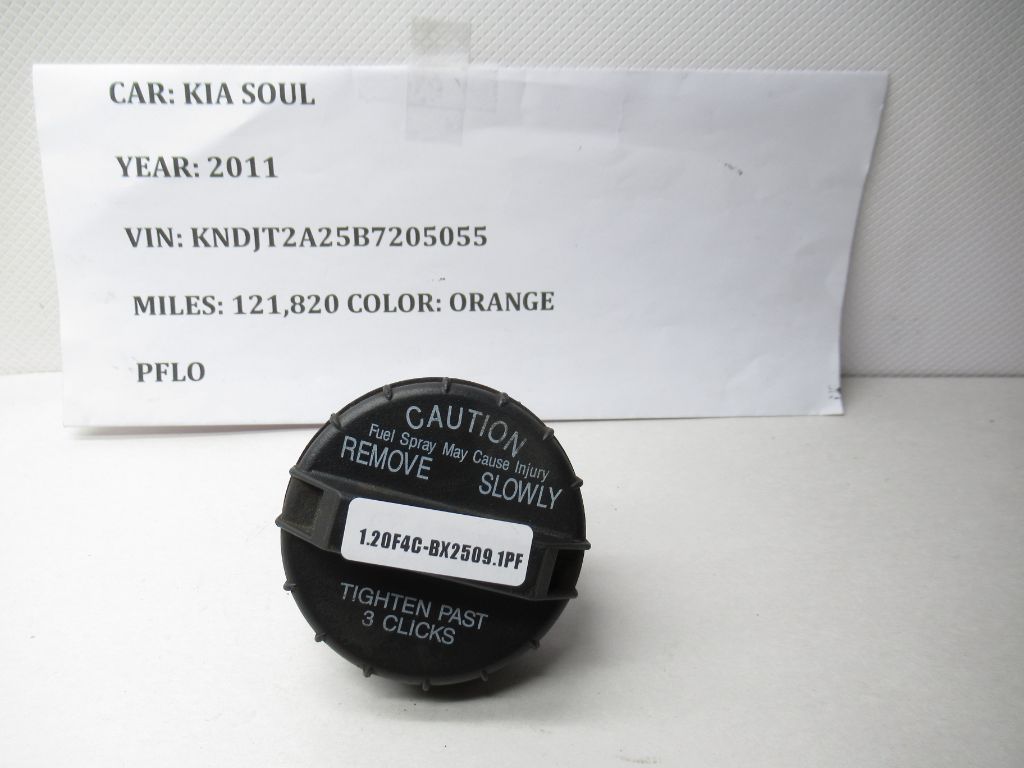 CAR: KIA SOUL
YEAR: 2011
VIN: KNDJT2A25B7205055
MILES: 121,820 COLOR: ORANGE
PFLO
CAUTION
Fuel Spray May Cause Injury
REMOVE SLOWLY
1.20F4C-BX2509.1PF
TIGHTEN PAST
3 CLICKS